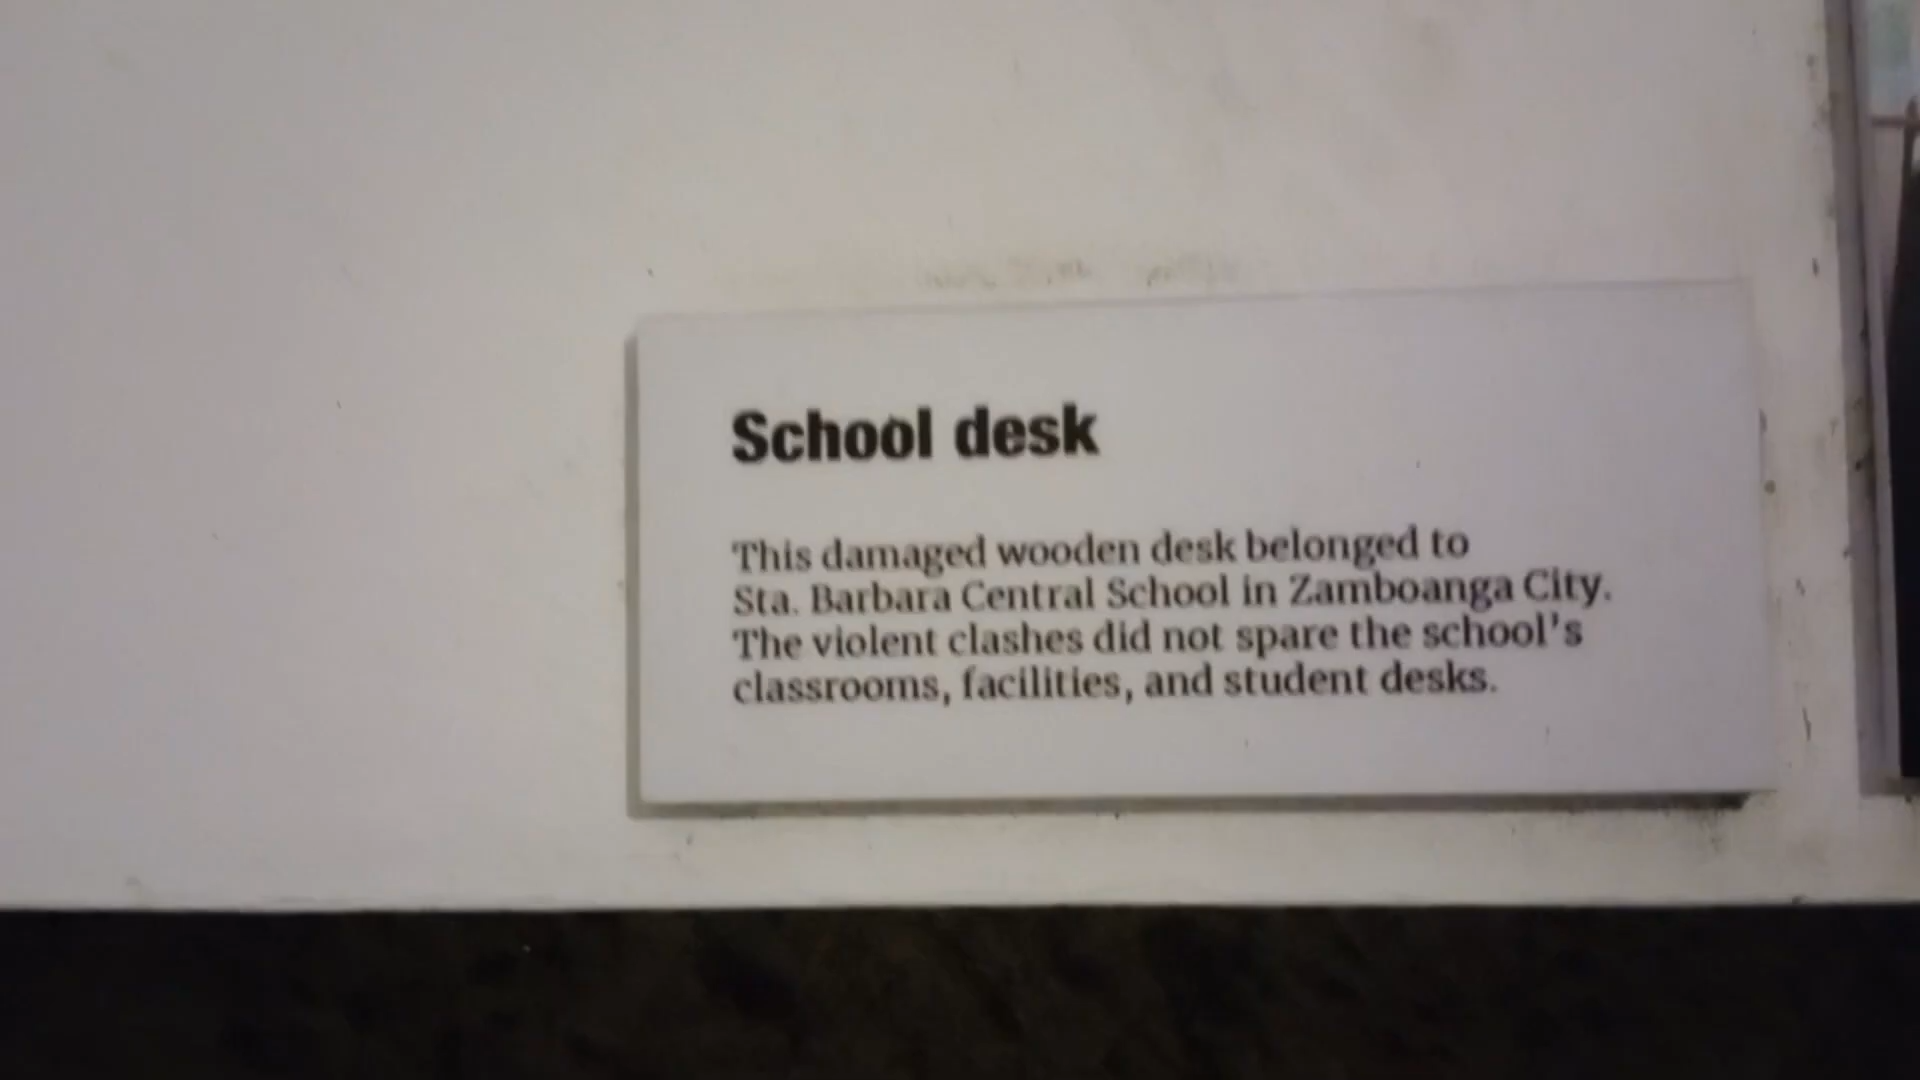 School desk
This damaged wooden desk belonged to
Sta. Barbara Central School in Zamboanga City.
The violent clashes did not spare the school's
classrooms, facilities, and student desks.